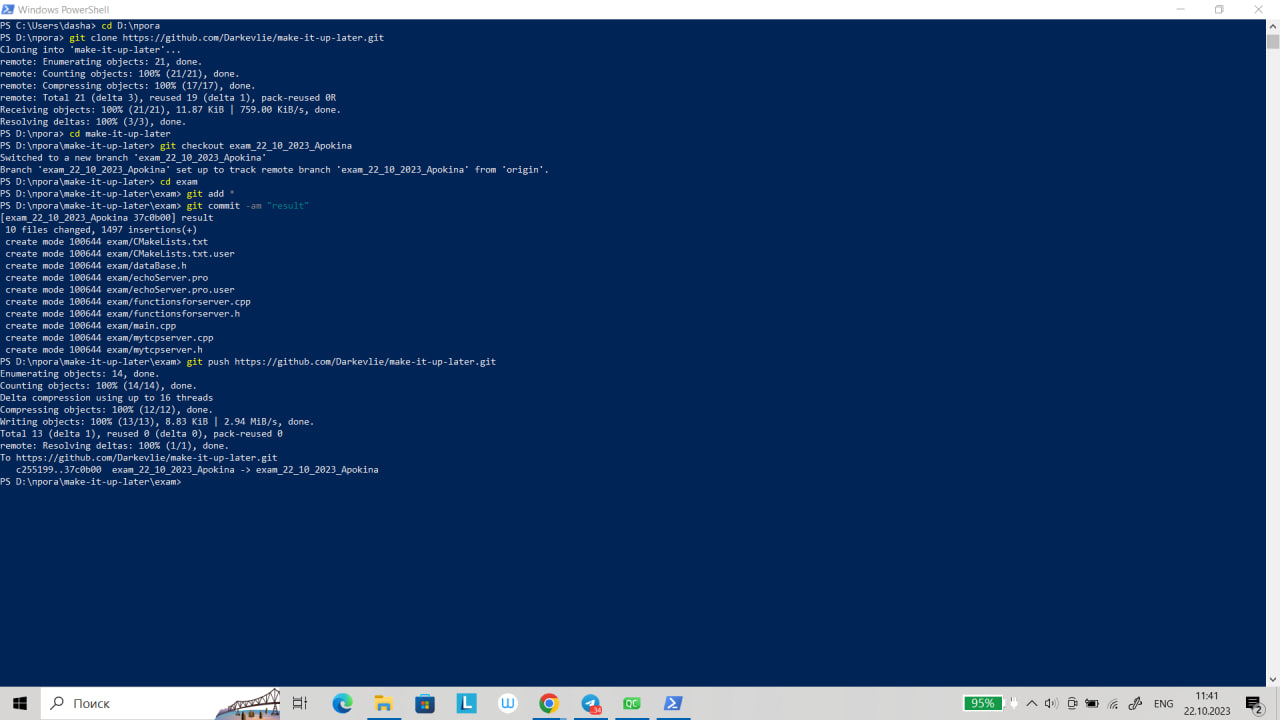 Windows PowerShell
PS C:\Users\dasha> cd D:\npora
PS D:\npora> git clone https://github.com/Darkevlie/make-it-up-later.git
Cloning into 'make-it-up-later'...
remote: Enumerating objects: 21, done.
remote: Counting objects: 100% (21/21), done.
remote: Compressing objects: 100% (17/17), done.
remote: Total 21 (delta 3), reused 19 (delta 1), pack-reused 0R
Receiving objects: 100% (21/21), 11.87 KiB | 759.00 KiB/s, done.
Resolving deltas: 100% (3/3), done.
PS D:\npora> cd make-it-up-later
PS D:\npora\make-it-up-later> git checkout exam_22_10_2023_Apokina
Switched to a new branch 'exam_22_10_2023_Apokina'
Branch 'exam_22_10_2023_Apokina' set up to track remote branch 'exam_22_10_2023_Apokina' from 'origin'.
PS D:\npora\make-it-up-later> cd exam
PS D:\npora\make-it-up-later\exam> git add *
PS D:\npora\make-it-up-later\exam> git commit -am "result"
[exam_22_10_2023_Apokina 37c0b00] result
10 files changed, 1497 insertions(+)
create mode 100644 exam/CMakeLists.txt
create mode 100644 exam/CMakeLists.txt.user
create mode 100644 exam/dataBase.h
create mode 100644 exam/echoServer.pro
create mode 100644 exam/echoServer.pro.user
create mode 100644 exam/functionsforserver.cpp
create mode 100644 exam/functionsforserver.h
create mode 100644 exam/main.cpp
create mode 100644 exam/mytcpserver.cpp
create mode 100644 exam/mytcpserver.h
PS D:\npora\make-it-up-later\exam> git push https://github.com/Darkevlie/make-it-up-later.git
Enumerating objects: 14, done.
Counting objects: 100% (14/14), done.
Delta compression using up to 16 threads
Compressing objects: 100% (12/12), done.
Writing objects: 100% (13/13), 8.83 KiB | 2.94 MiB/s, done.
Total 13 (delta 1), reused 0 (delta 0), pack-reused 0
remote: Resolving deltas: 100% (1/1), done.
To https://github.com/Darkevlie/make-it-up-later.git
c255199..37c0b00  exam_22_10_2023_Apokina -> exam_22_10_2023_Apokina
PS D:\npora\make-it-up-later\exam>
Поиск
L
W
34
QC
95%
ENG
11:41
22.10.2023
2